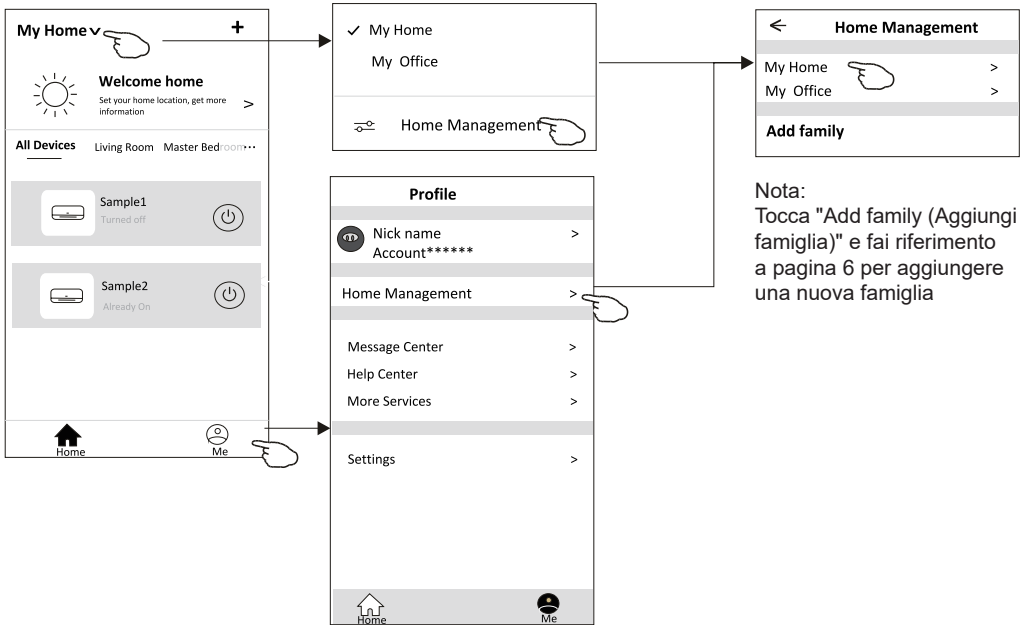 My Home
+
Welcome home
Set your home location, get more
information
>
All Devices Living Room Master Bedroom...
Sample1
Turned off
Sample2
Already On
Home
Me
✓ My Home
My Office
Home Management
Profile
Nick name >
Account******
Home Management >
Message Center >
Help Center >
More Services >
Settings >
Home
Me
Home Management
My Home >
My Office >
Add family
Nota:
Tocca "Add family (Aggiungi
famiglia)" e fai riferimento
a pagina 6 per aggiungere
una nuova famiglia